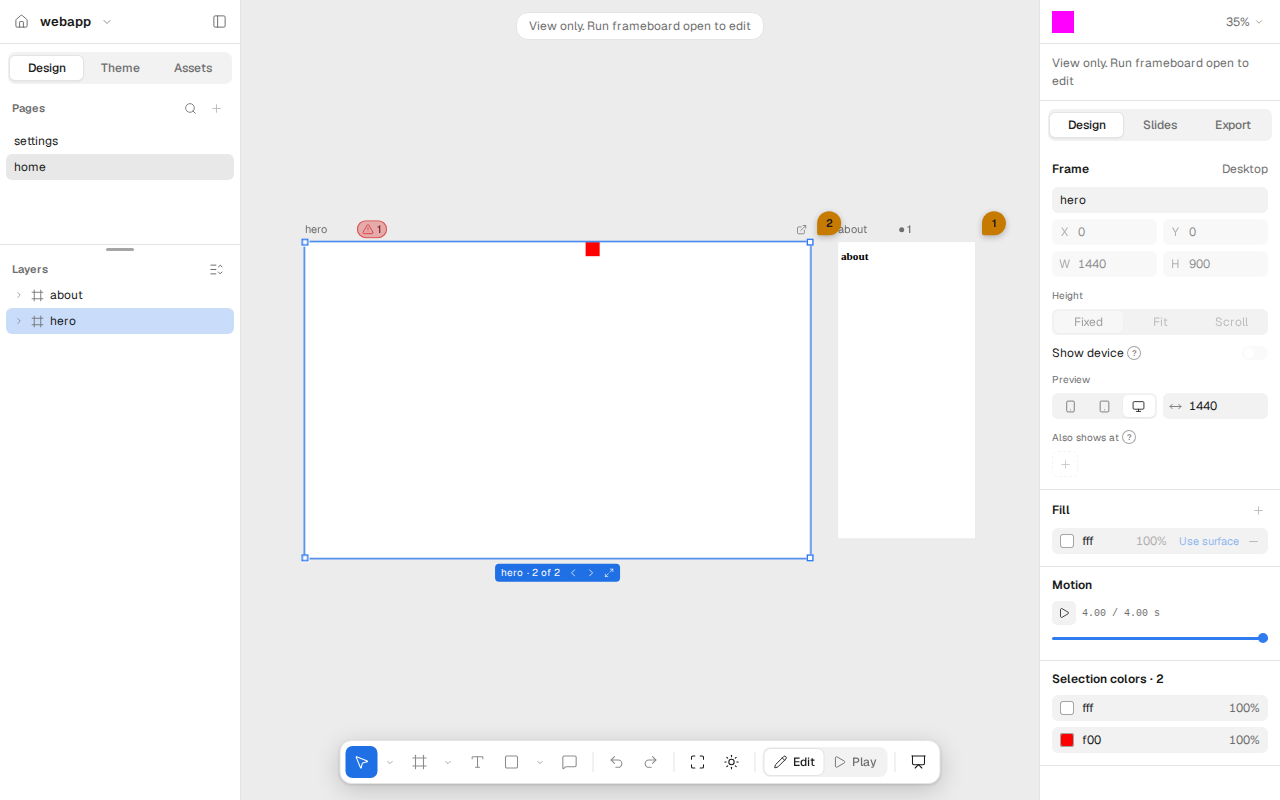 webapp
Design Theme Assets
Pages
settings
home
Layers
about
hero
View only. Run frameboard open to edit
hero 1
2
about 1
1
about
hero · 2 of 2
Edit Play
35%
View only. Run frameboard open to
edit
Design Slides Export
Frame Desktop
hero
X 0 Y 0
W 1440 H 900
Height
Fixed Fit Scroll
Show device ?
Preview
1440
Also shows at ?
Fill
fff 100% Use surface
Motion
4.00 / 4.00 s
Selection colors · 2
fff 100%
f00 100%